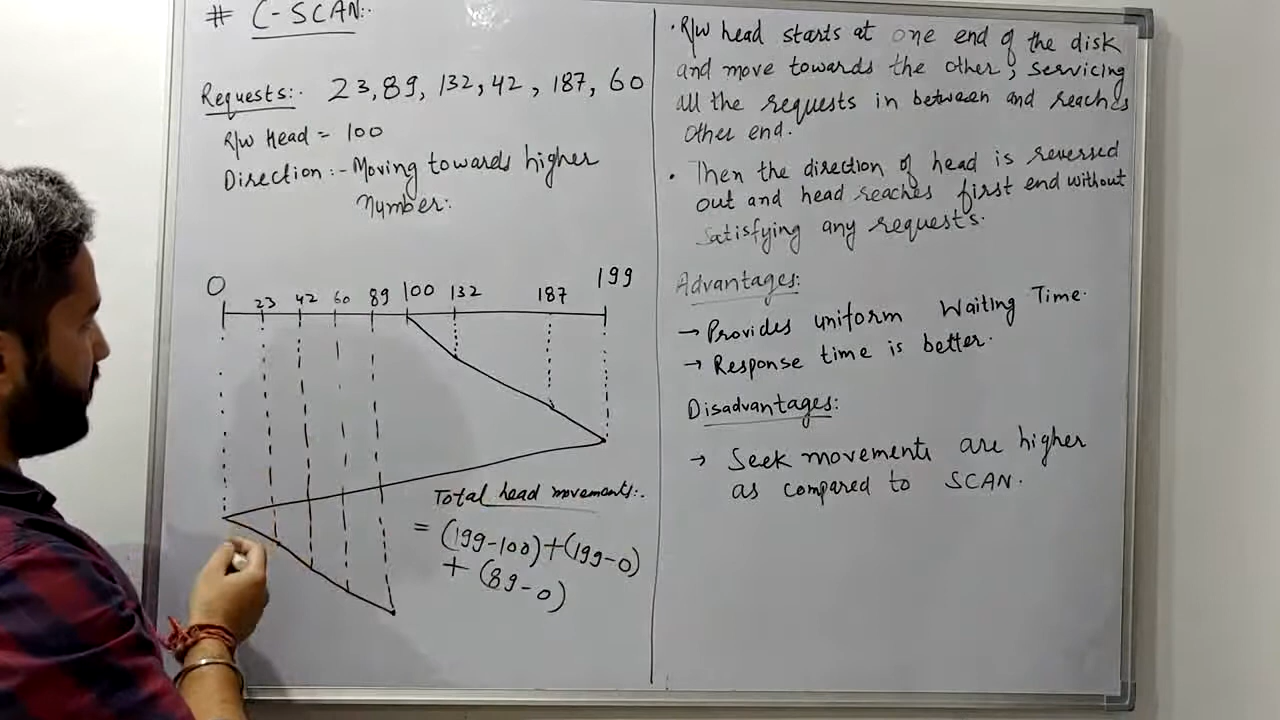 # C-SCAN:.
Requests:. 23, 89, 132, 42, 187, 60
R/W Head = 100
Direction :- Moving towards higher
Number:.
0 23 42 60 89 100 132 187 199
Total head movements:.
= (199-100)+(199-0)
+ (89-0)
· R/W head starts at one end of the disk
and move towards the other, servicing
all the requests in between and reaches
other end.
· Then the direction of head is reversed
out and head reaches first end without
satisfying any requests.
Advantages:
→ Provides uniform Waiting Time.
→ Response time is better.
Disadvantages:
→ Seek movements are higher
as compared to SCAN.